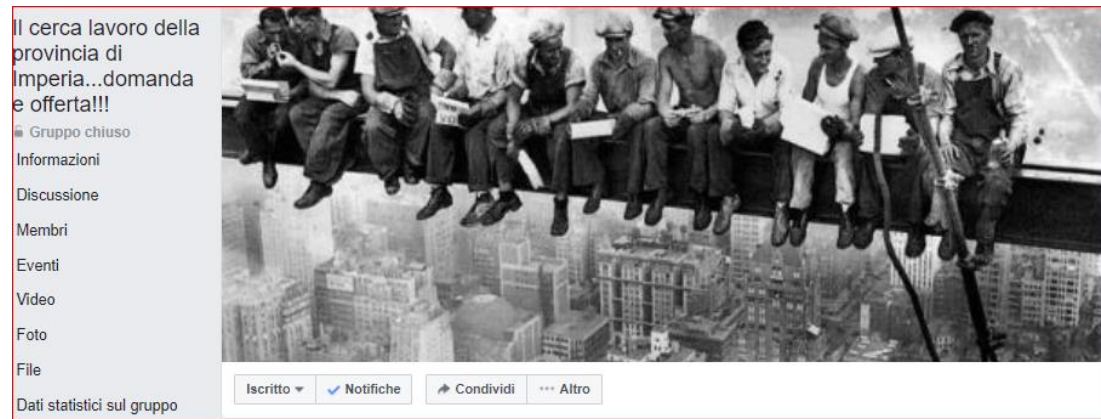 Il cerca lavoro della
provincia di
Imperia...domanda
e offerta!!!
Gruppo chiuso
Informazioni
Discussione
Membri
Eventi
Video
Foto
File
Dati statistici sul gruppo
Iscritto
Notifiche
Condividi
Altro